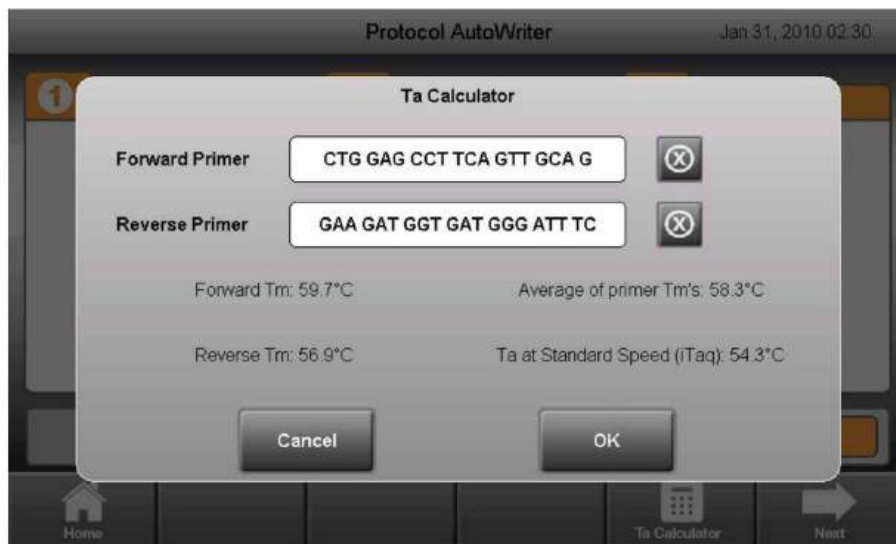 Protocol AutoWriter Jan 31, 2010 02.30
1
Ta Calculator
Forward Primer CTG GAG CCT TCA GTT GCA G
Reverse Primer GAA GAT GGT GAT GGG ATT TC
Forward Tm: 59.7°C Average of primer Tm's: 58.3°C
Reverse Tm: 56.9°C Ta at Standard Speed (iTaq): 54.3°C
Cancel OK
Home Ta Calculator Next